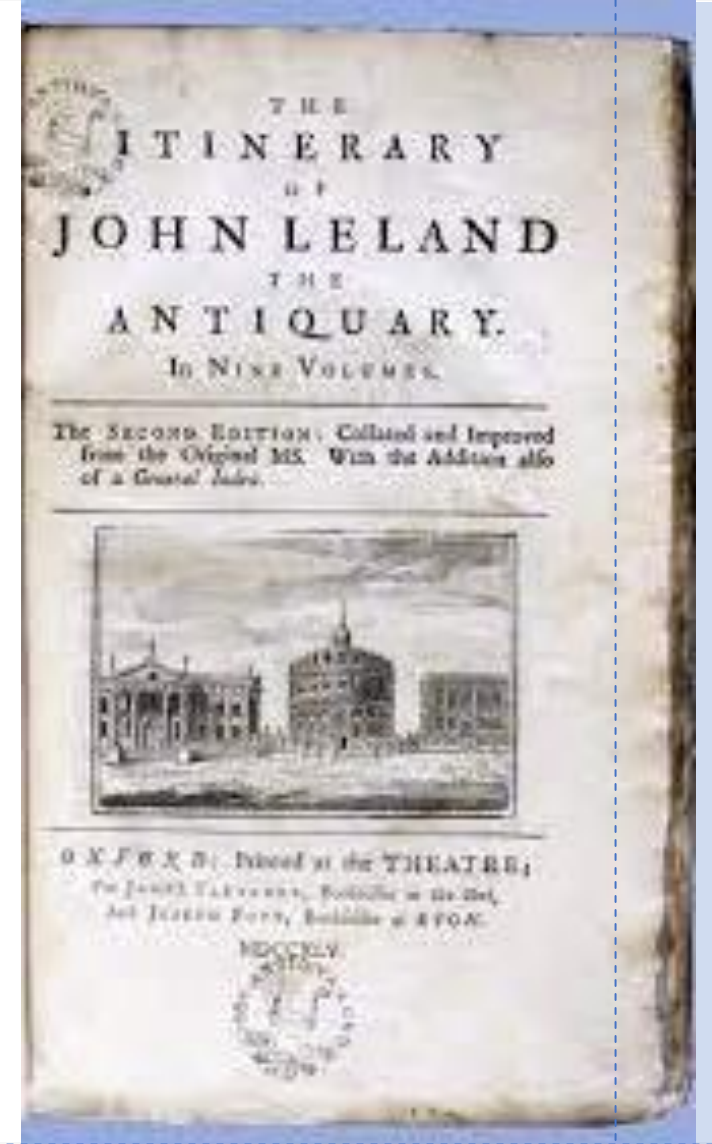 THE
ITINERARY
OF
JOHN LELAND
THE
ANTIQUARY.
In NINE VOLUMES.
The SECOND EDITION: Collated and Improved
from the Original MS. With the Addition also
of a General Index.
OXFORD: Printed at the THEATRE;
For JAMES FLETCHER, Bookseller in the Turl,
And JOSEPH POTE, Bookseller at ETON.
MDCCXLV.